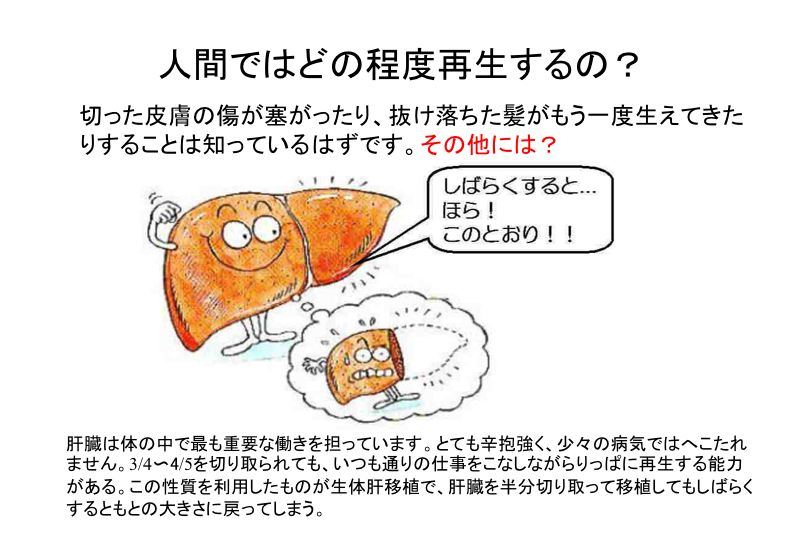 人間ではどの程度再生するの？
切った皮膚の傷が塞がったり、抜け落ちた髪がもう一度生えてきた
りすることは知っているはずです。その他には？
しばらくすると...
ほら！
このとおり！！
肝臓は体の中で最も重要な働きを担っています。とても辛抱強く、少々の病気ではへこたれ
ません。3/4～4/5を切り取られても、いつも通りの仕事をこなしながらりっぱに再生する能力
がある。この性質を利用したものが生体肝移植で、肝臓を半分切り取って移植してもしばらく
するともとの大きさに戻ってしまう。